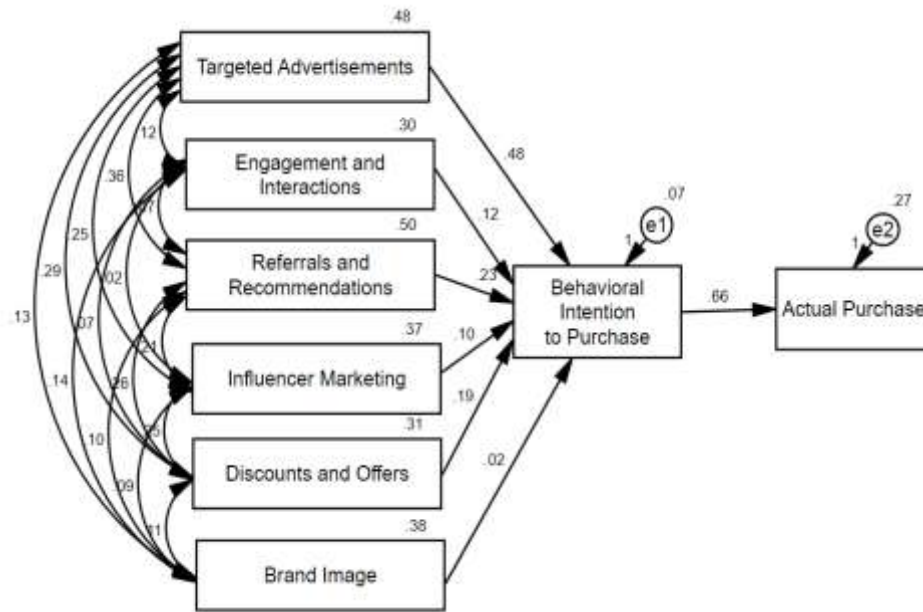 .48
Targeted Advertisements
.12
.30
Engagement and
Interactions
.48
.36
.07
e1
.27
e2
.12
1
1
.50
Referrals and
Recommendations
.25
.02
.23
Behavioral
Intention
to Purchase
.66
Actual Purchase
.29
.07
.13
.37
.10
Influencer Marketing
.14
.26
.19
.31
.10
Discounts and Offers
.09
.02
.11
.38
Brand Image